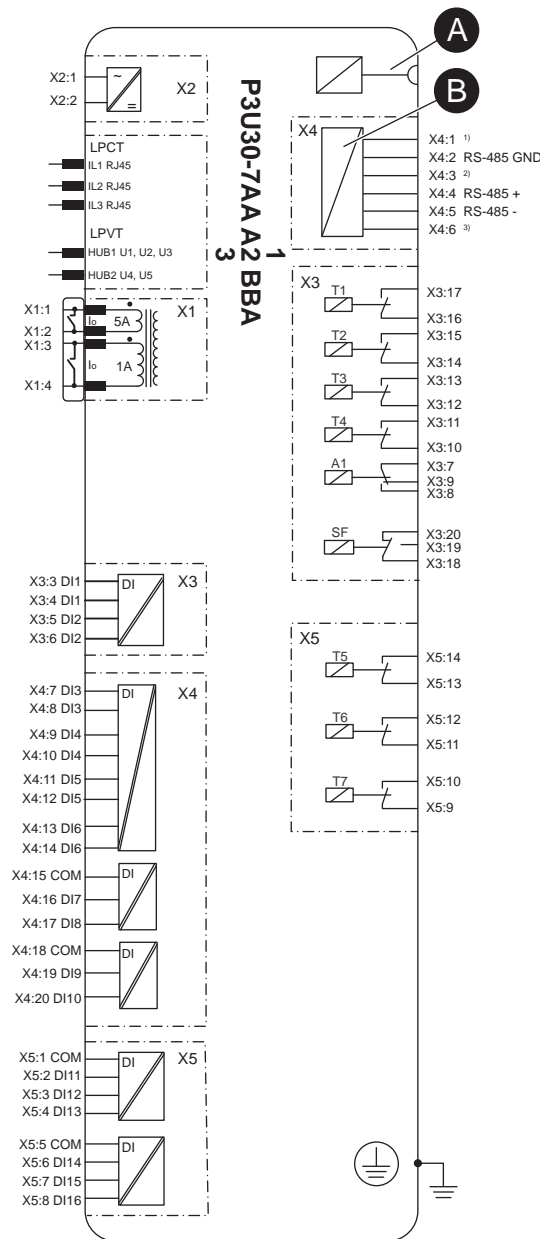 A
B
X2:1
X2:2
~
=
X2
P3U30-7AA A2 BBA
1
3
LPCT
IL1 RJ45
IL2 RJ45
IL3 RJ45
LPVT
HUB1 U1, U2, U3
HUB2 U4, U5
X1:1
X1:2
X1:3
X1:4
Io
5A
Io
1A
X1
X4
X4:1 1)
X4:2 RS-485 GND
X4:3 2)
X4:4 RS-485 +
X4:5 RS-485 -
X4:6 3)
X3
T1
X3:17
X3:16
T2
X3:15
X3:14
T3
X3:13
X3:12
T4
X3:11
X3:10
A1
X3:7
X3:9
X3:8
SF
X3:20
X3:19
X3:18
X3:3 DI1
X3:4 DI1
X3:5 DI2
X3:6 DI2
DI
X3
X5
T5
X5:14
X5:13
T6
X5:12
X5:11
T7
X5:10
X5:9
X4:7 DI3
X4:8 DI3
X4:9 DI4
X4:10 DI4
X4:11 DI5
X4:12 DI5
X4:13 DI6
X4:14 DI6
DI
X4
X4:15 COM
X4:16 DI7
X4:17 DI8
DI
X4:18 COM
X4:19 DI9
X4:20 DI10
DI
X5:1 COM
X5:2 DI11
X5:3 DI12
X5:4 DI13
DI
X5
X5:5 COM
X5:6 DI14
X5:7 DI15
X5:8 DI16
DI